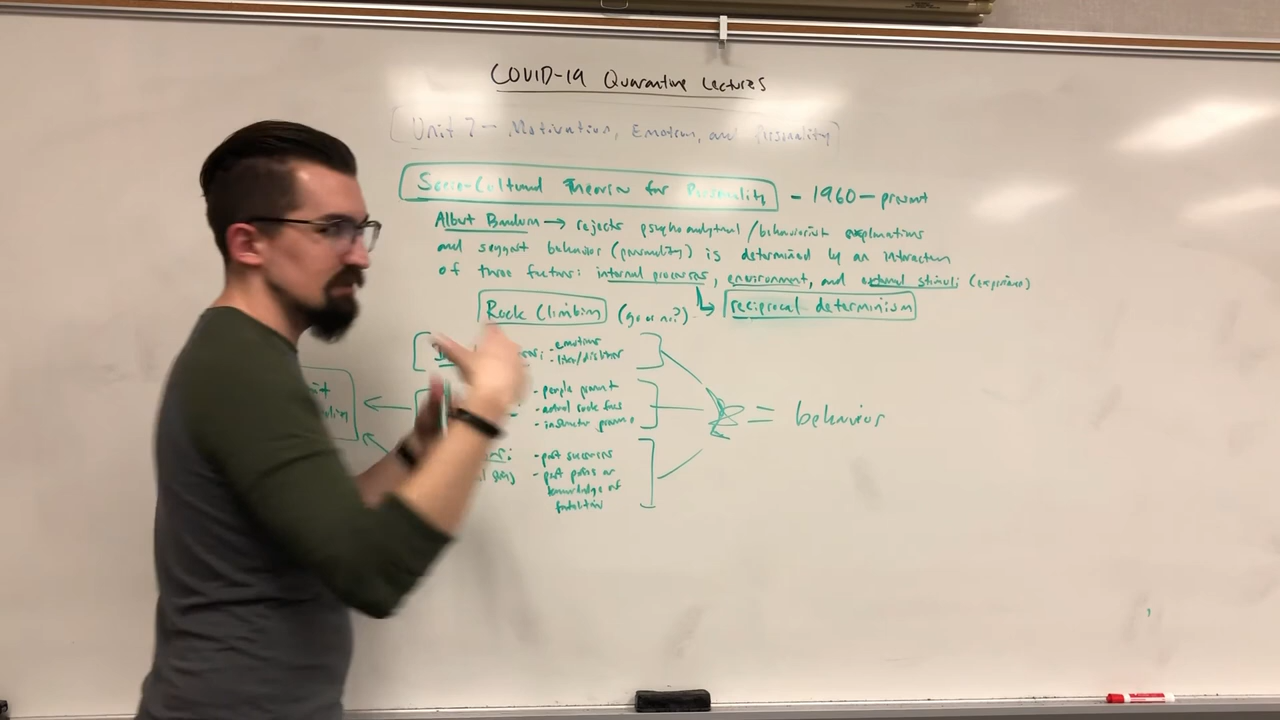 COVID-19 Quarantine Lectures
Unit 7 - Motivation, Emotion, and Personality
Socio-Cultural Theories for Personality - 1960 - present
Albert Bandura → rejects psychoanalytical/behaviorist explanations
and suggest behavior (personality) is determined by an interaction
of three factors: internal processes, environment, and external stimuli (experience)
Rock Climbing (go or no?) → reciprocal determinism
- emotions
- likes/dislikes
- people present
- actual rock face
- instructor present
- past successes
- past pains or
knowledge of
fatalities
= behavior